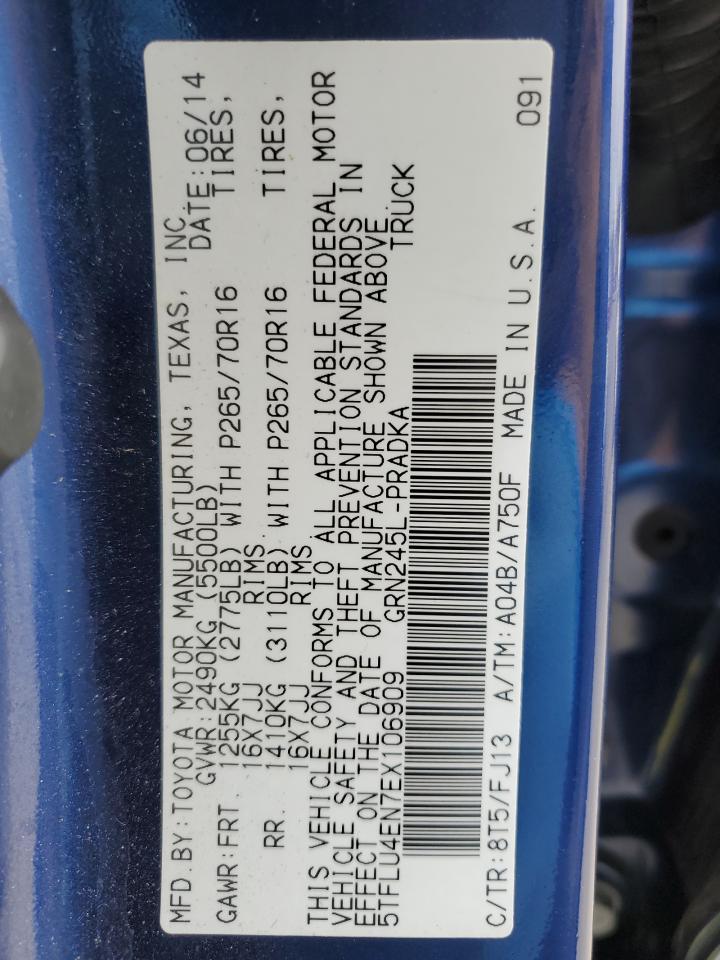 MFD.BY:TOYOTA MOTOR MANUFACTURING, TEXAS, INC.
GVWR:2490KG (5500LB) DATE:06/14
GAWR:FRT. 1255KG (2775LB) WITH P265/70R16 TIRES,
16X7JJ RIMS
RR. 1410KG (3110LB) WITH P265/70R16 TIRES,
16X7JJ RIMS
THIS VEHICLE CONFORMS TO ALL APPLICABLE FEDERAL MOTOR
VEHICLE SAFETY AND THEFT PREVENTION STANDARDS IN
EFFECT ON THE DATE OF MANUFACTURE SHOWN ABOVE.
5TFLU4EN7EX106909 GRN245L-PRADKA TRUCK
C/TR:8T5/FJ13 A/TM:A04B/A750F MADE IN U.S.A. 091